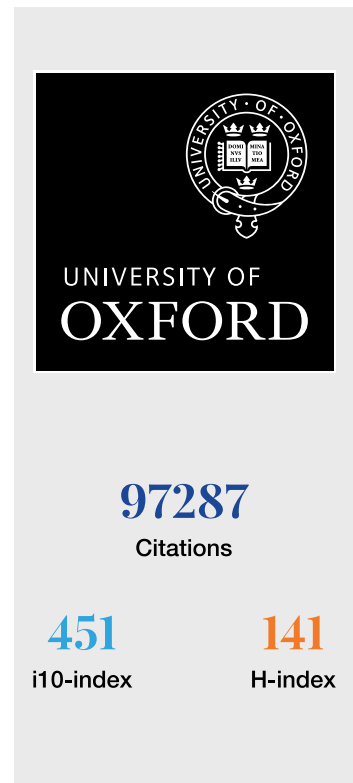 UNIVERSITY · OF · OXFORD
DOMI MINA
NVS TIO
ILLV MEA
UNIVERSITY OF
OXFORD
97287
Citations
451 141
i10-index H-index